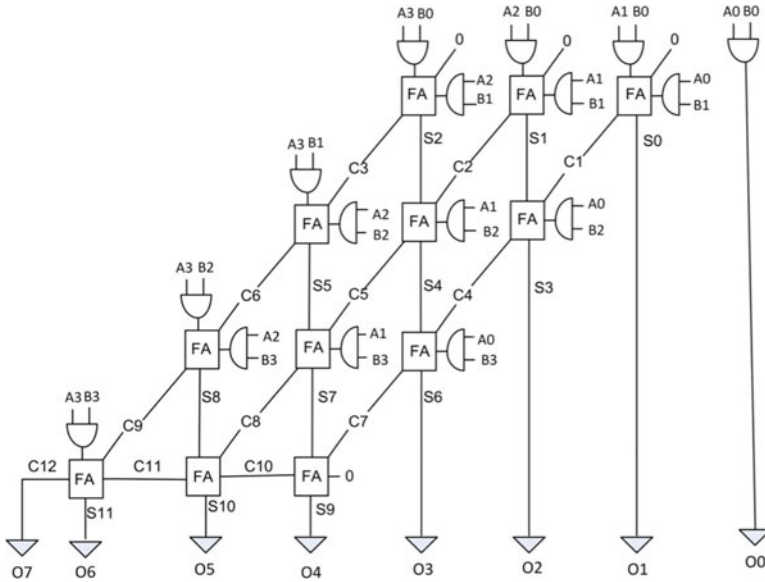 A3 B0 A2 B0 A1 B0 A0 B0
0 0 0
FA A2 B1 FA A1 B1 FA A0 B1
S2 S1 S0
A3 B1
C3 C2 C1
FA A2 B2 FA A1 B2 FA A0 B2
A3 B2
C6 S5 C5 S4 C4 S3
FA A2 B3 FA A1 B3 FA A0 B3
A3 B3
C9 S8 C8 S7 C7 S6
C12 FA C11 FA C10 FA 0
S11 S10 S9
O7 O6 O5 O4 O3 O2 O1 O0